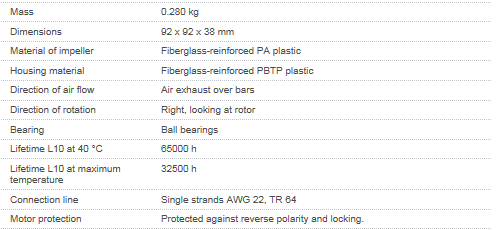 Mass 0.280 kg
Dimensions 92 x 92 x 38 mm
Material of impeller Fiberglass-reinforced PA plastic
Housing material Fiberglass-reinforced PBTP plastic
Direction of air flow Air exhaust over bars
Direction of rotation Right, looking at rotor
Bearing Ball bearings
Lifetime L10 at 40 °C 65000 h
Lifetime L10 at maximum 32500 h
temperature
Connection line Single strands AWG 22, TR 64
Motor protection Protected against reverse polarity and locking.